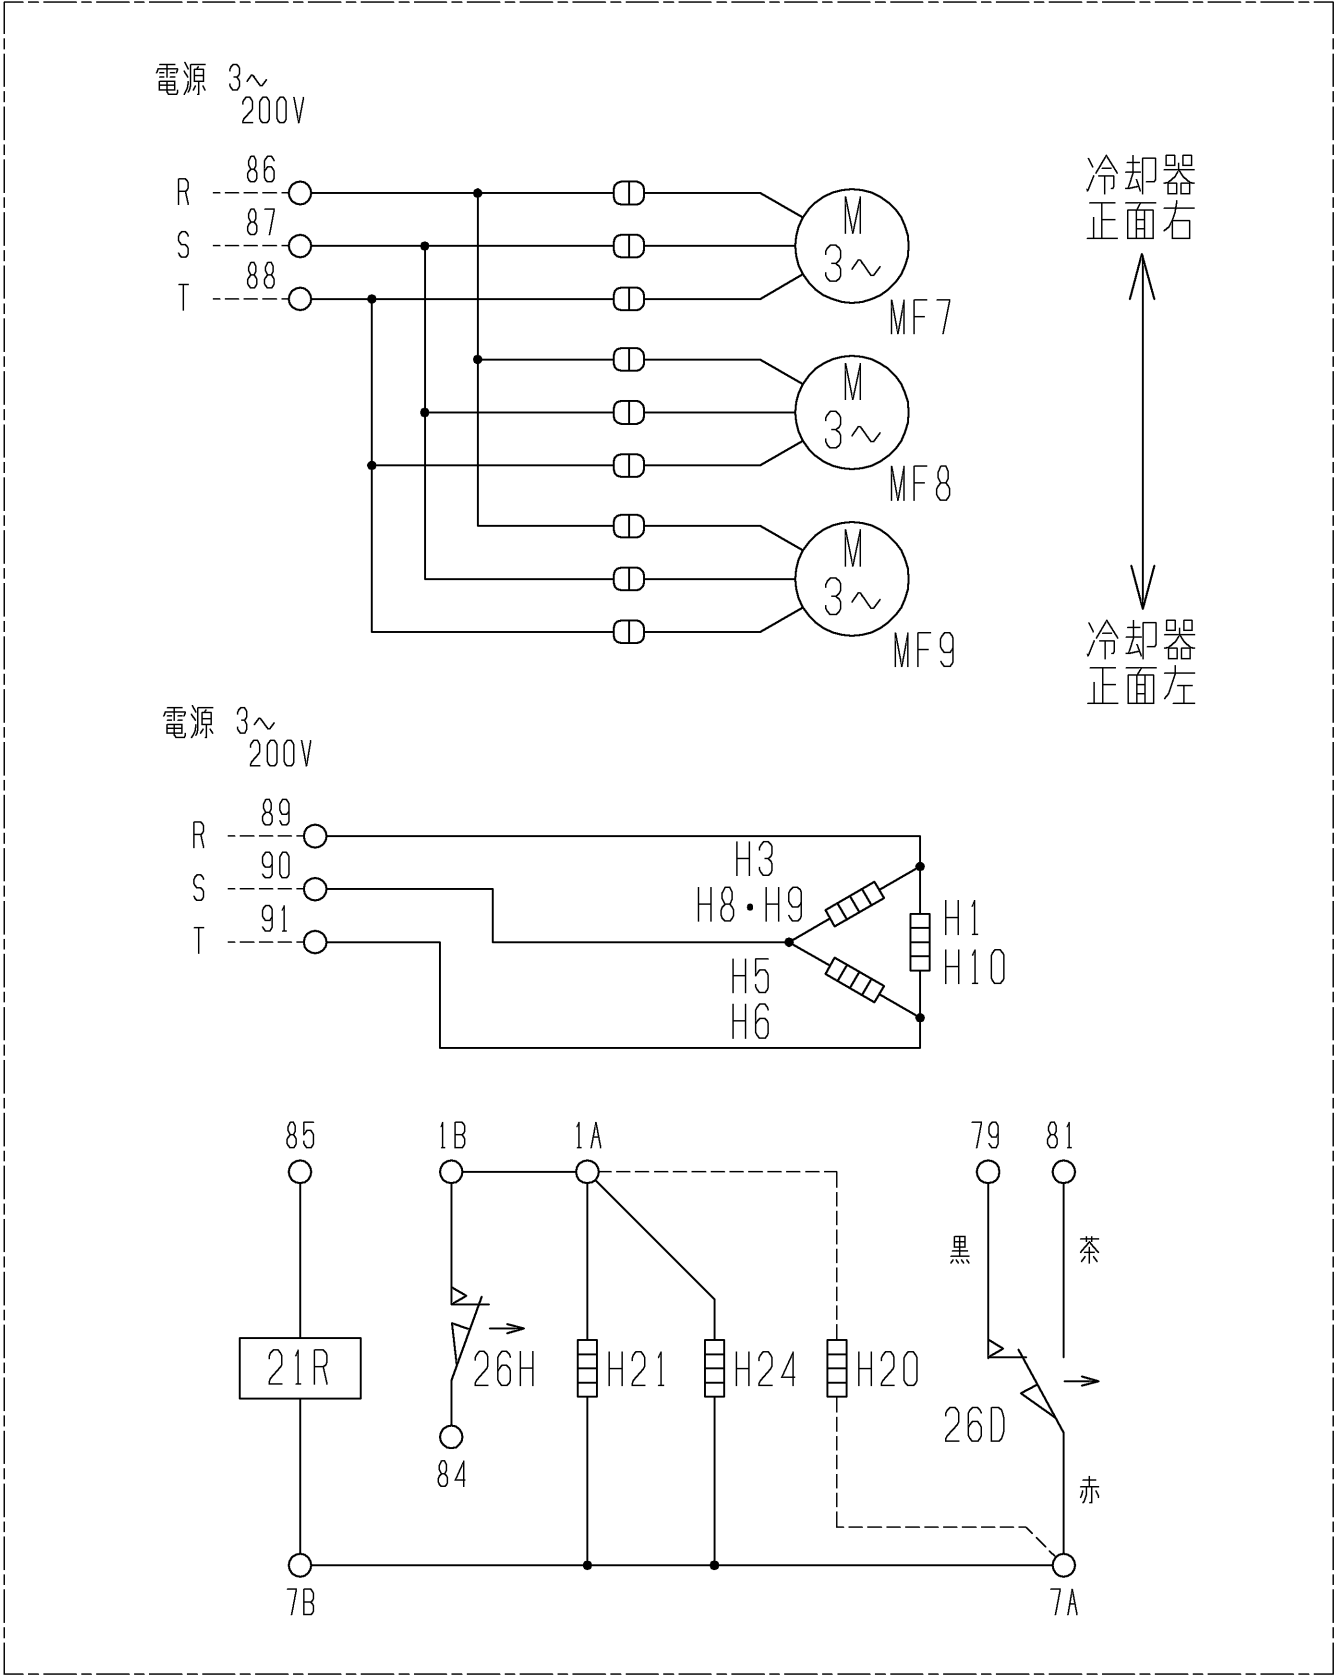 電源 3～
200V
R 86
S 87
T 88
M
3～
MF7
M
3～
MF8
M
3～
MF9
冷却器
正面右
冷却器
正面左
電源 3～
200V
R 89
S 90
T 91
H3
H8・H9
H1
H10
H5
H6
85
1B
1A
79
81
黒
茶
21R
26H
H21
H24
H20
26D
84
赤
7B
7A